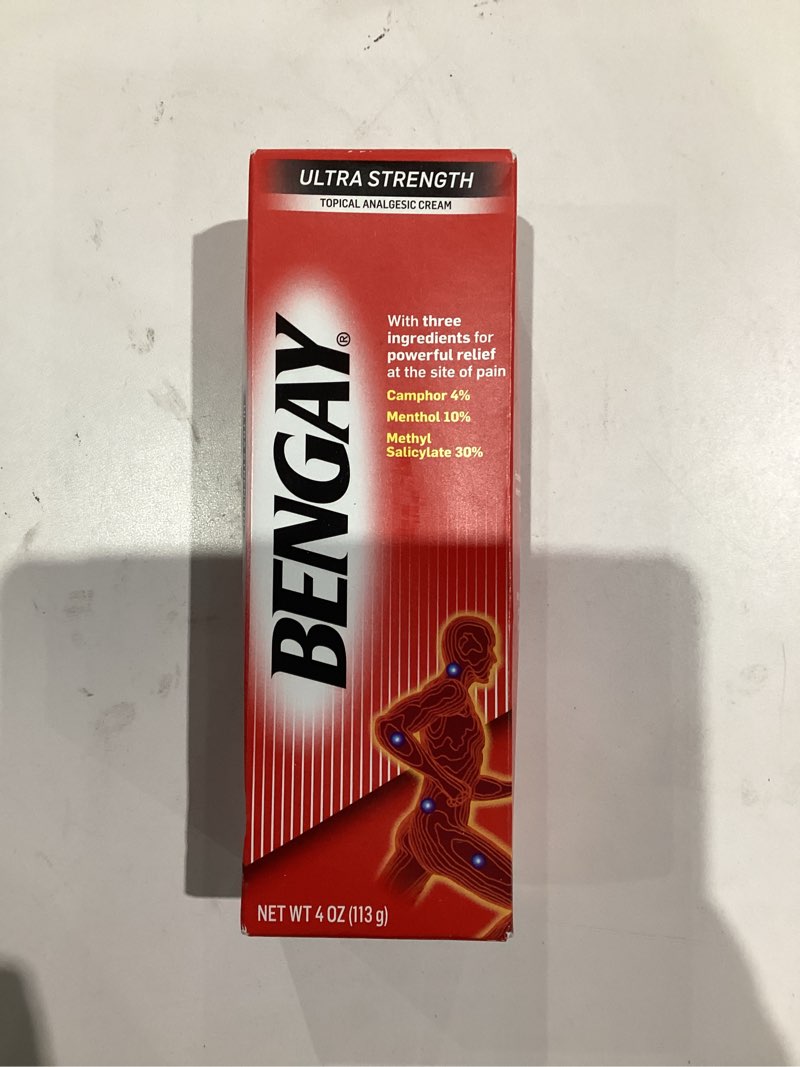 ULTRA STRENGTH
TOPICAL ANALGESIC CREAM
BENGAY®
With three
ingredients for
powerful relief
at the site of pain
Camphor 4%
Menthol 10%
Methyl
Salicylate 30%
NET WT 4 OZ (113 g)